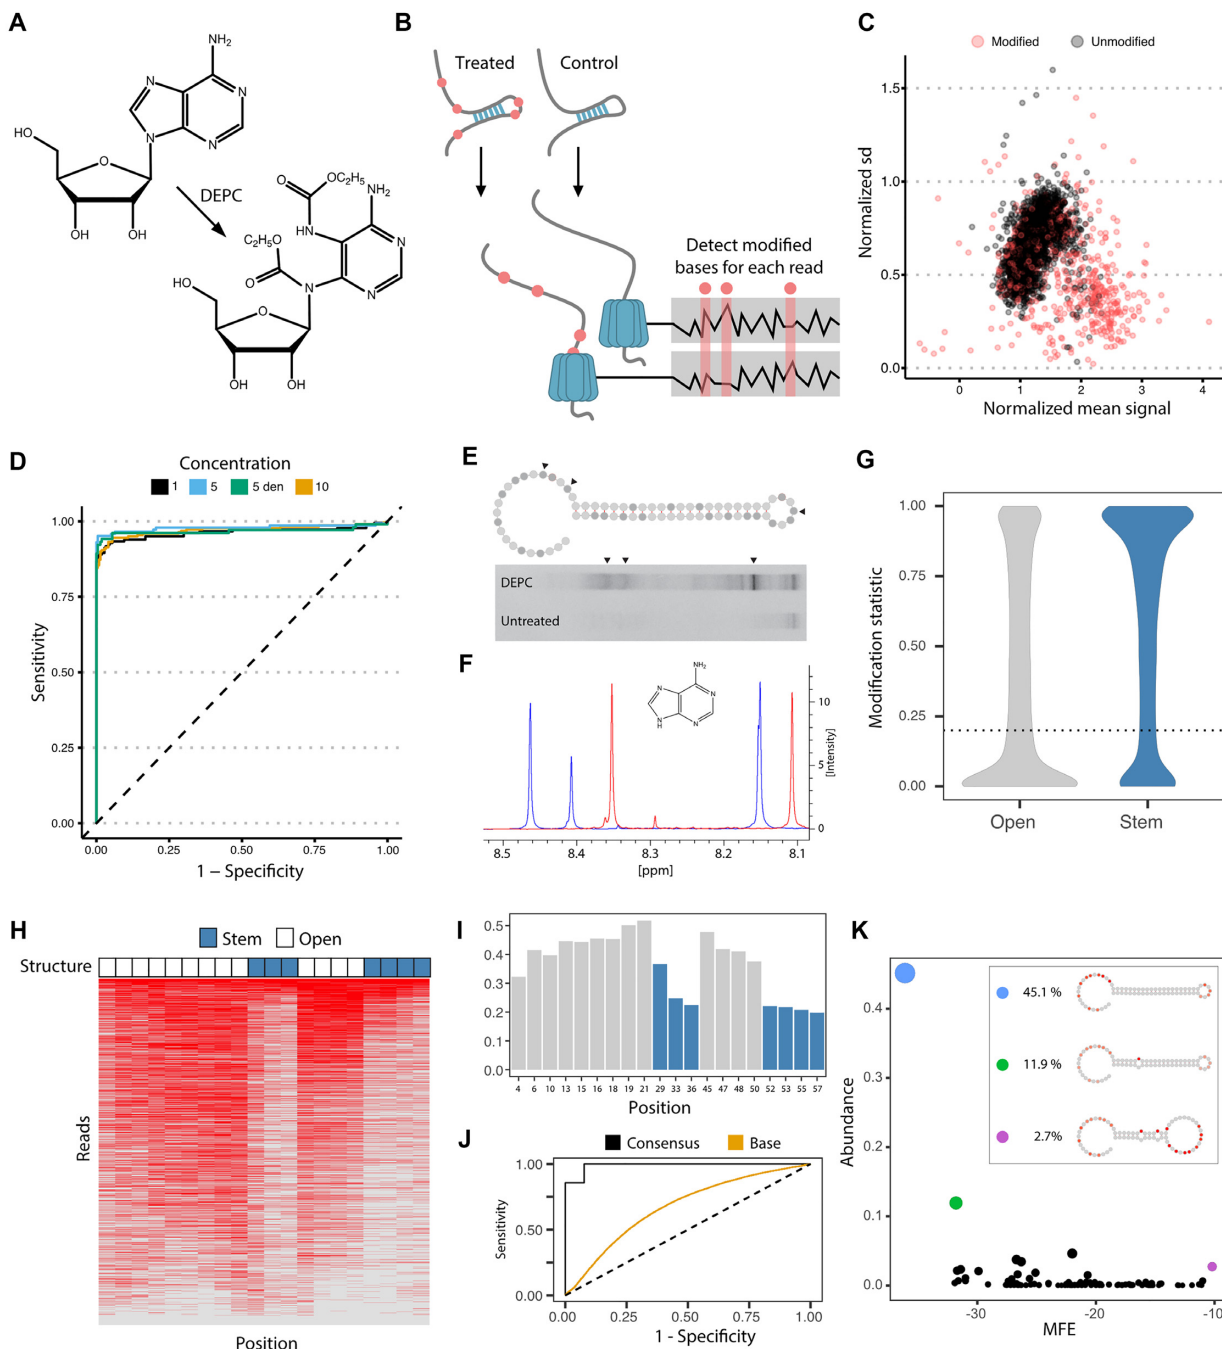 A
NH₂
N
N
N
N
HO
O
OH
OH
DEPC
OC₂H₅
O
NH₂
HN
C₂H₅O
N
O
N
N
HO
O
OH
OH
B
Treated
Control
Detect modified
bases for each read
C
Modified
Unmodified
Normalized sd
1.5
1.0
0.5
0.0
0
1
2
3
4
Normalized mean signal
D
Concentration
1
5
5 den
10
Sensitivity
1.00
0.75
0.50
0.25
0.00
0.00
0.25
0.50
0.75
1.00
1 – Specificity
E
DEPC
Untreated
F
NH₂
N
N
N
N
H
10
5
0
[Intensity]
8.5
8.4
8.3
8.2
8.1
[ppm]
G
Modification statistic
1.00
0.75
0.50
0.25
0.00
Open
Stem
H
Stem
Open
Structure
Reads
Position
I
0.5
0.4
0.3
0.2
0.1
0.0
4 6 10 13 15 16 18 19 21 29 33 36 45 47 48 50 52 53 55 57
Position
J
Consensus
Base
Sensitivity
1.00
0.50
0.00
0.00
0.25
0.50
0.75
1.00
1 - Specificity
K
Abundance
0.4
0.3
0.2
0.1
0.0
45.1 %
11.9 %
2.7%
-30
-20
-10
MFE